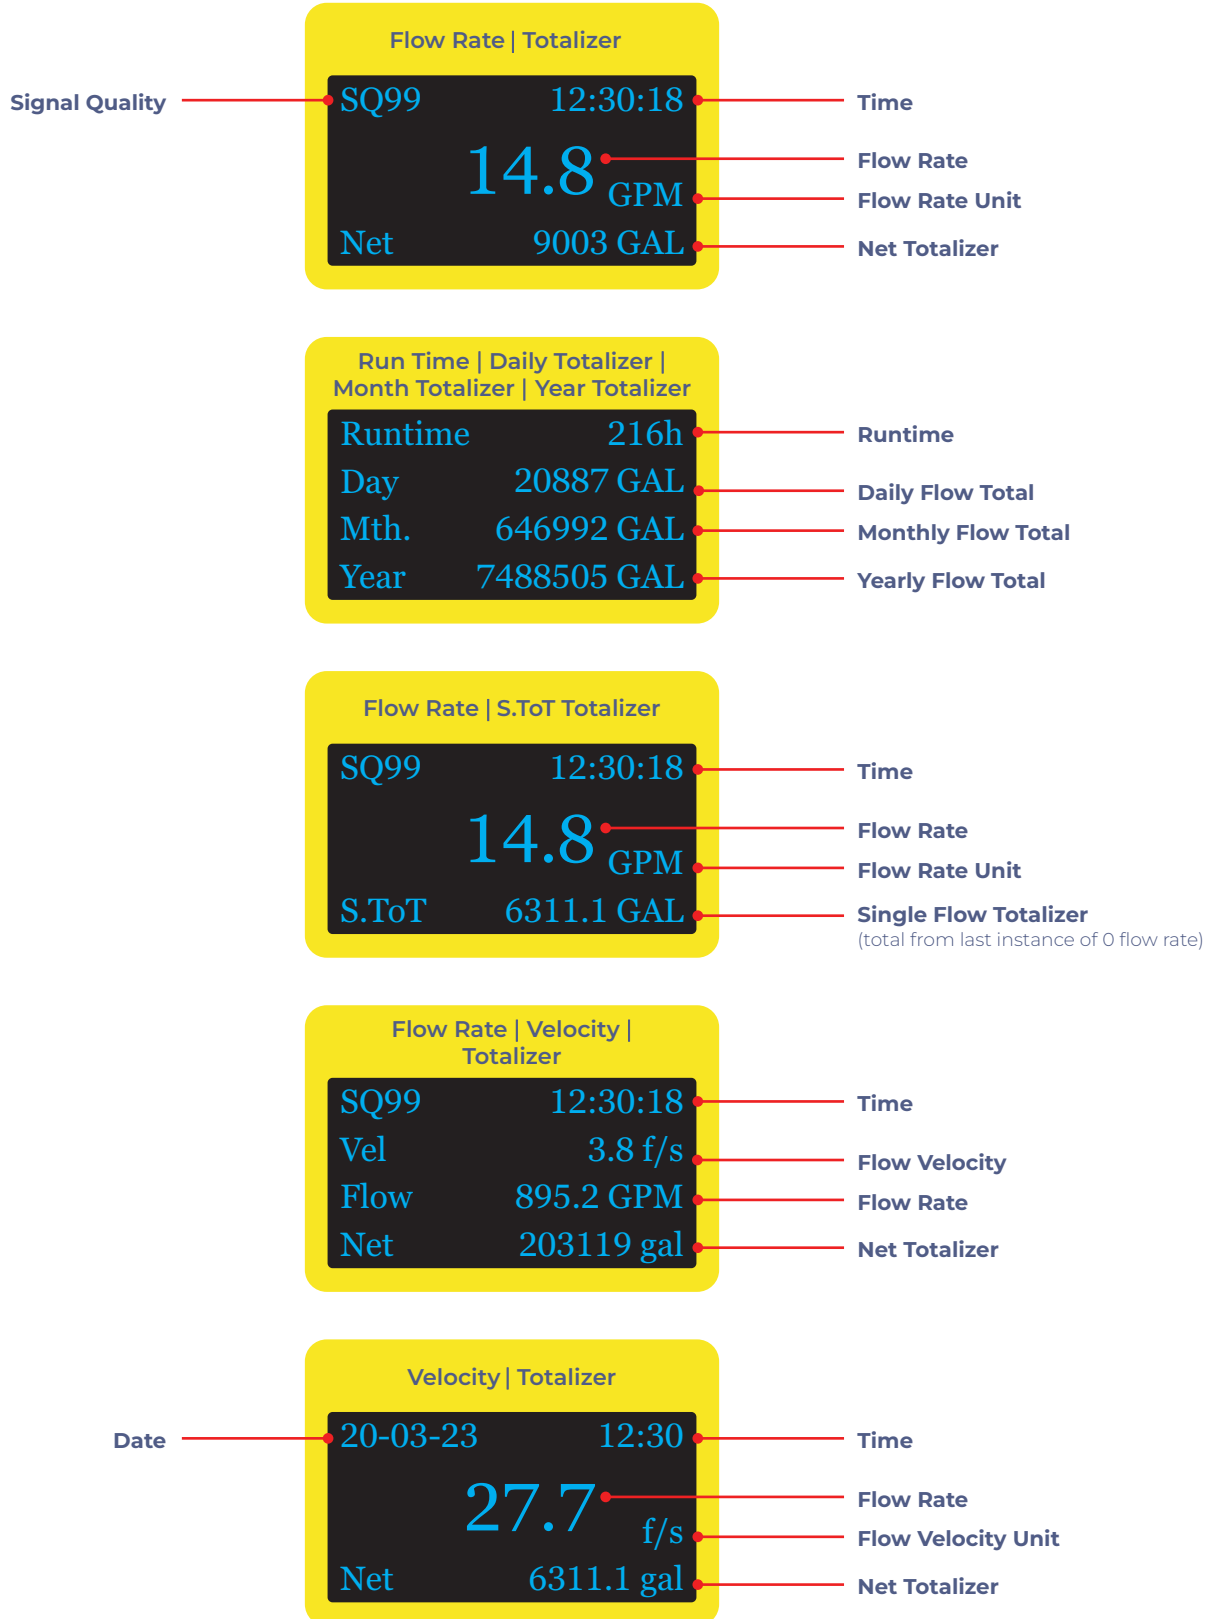 Flow Rate | Totalizer
Signal Quality
SQ99 12:30:18
Time
14.8
Flow Rate
GPM
Flow Rate Unit
Net 9003 GAL
Net Totalizer
Run Time | Daily Totalizer |
Month Totalizer | Year Totalizer
Runtime 216h
Runtime
Day 20887 GAL
Daily Flow Total
Mth. 646992 GAL
Monthly Flow Total
Year 7488505 GAL
Yearly Flow Total
Flow Rate | S.ToT Totalizer
SQ99 12:30:18
Time
14.8
Flow Rate
GPM
Flow Rate Unit
S.ToT 6311.1 GAL
Single Flow Totalizer
(total from last instance of 0 flow rate)
Flow Rate | Velocity |
Totalizer
SQ99 12:30:18
Time
Vel 3.8 f/s
Flow Velocity
Flow 895.2 GPM
Flow Rate
Net 203119 gal
Net Totalizer
Velocity | Totalizer
Date
20-03-23 12:30
Time
27.7
Flow Rate
f/s
Flow Velocity Unit
Net 6311.1 gal
Net Totalizer